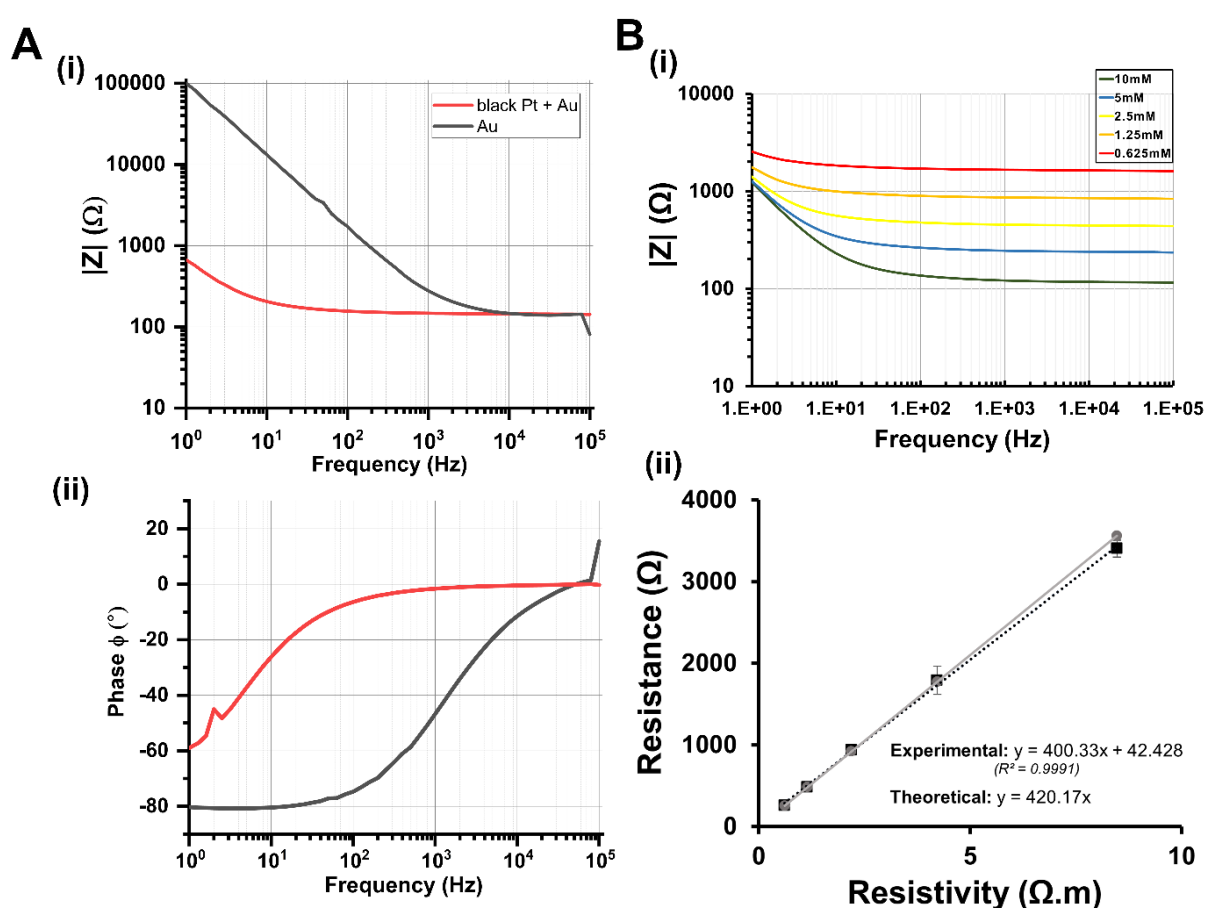 A
(i)
100000
10000
1000
100
10
|Z| (Ω)
black Pt + Au
Au
10⁰ 10¹ 10² 10³ 10⁴ 10⁵
Frequency (Hz)
(ii)
20
0
-20
-40
-60
-80
Phase ϕ (°)
10⁰ 10¹ 10² 10³ 10⁴ 10⁵
Frequency (Hz)
B
(i)
10mM
5mM
2.5mM
1.25mM
0.625mM
10000
1000
100
10
|Z| (Ω)
1.E+00 1.E+01 1.E+02 1.E+03 1.E+04 1.E+05
Frequency (Hz)
(ii)
4000
3000
2000
1000
0
Resistance (Ω)
Experimental: y = 400.33x + 42.428
(R² = 0.9991)
Theoretical: y = 420.17x
0 5 10
Resistivity (Ω.m)